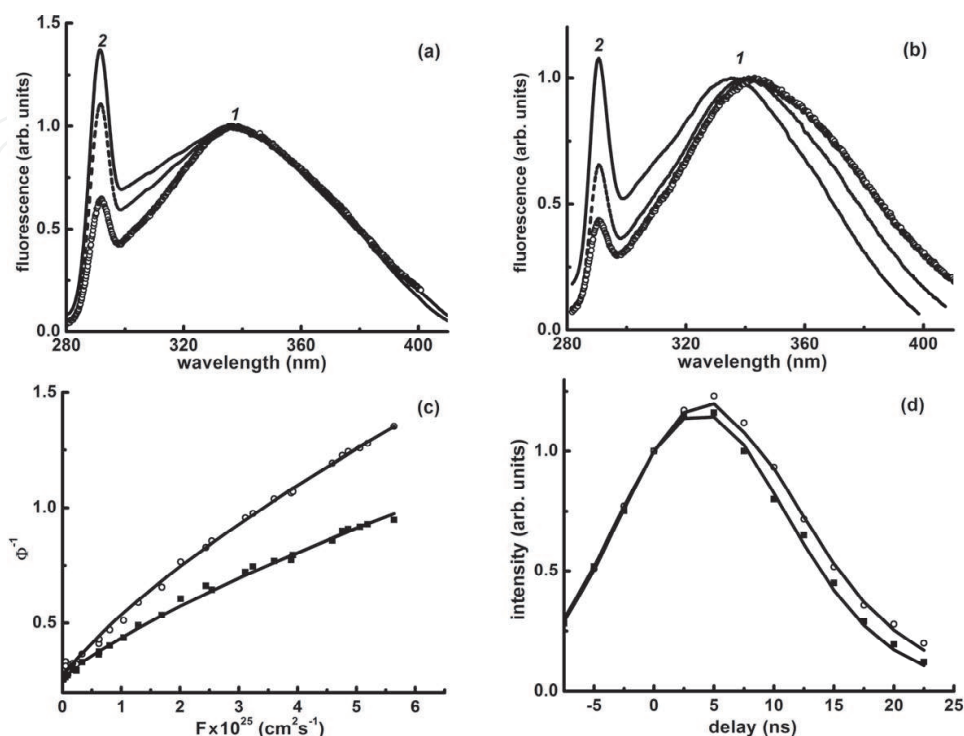 (a)
2
1
fluorescence (arb. units)
1.5
1.0
0.5
0.0
280 320 360 400
wavelength (nm)
(b)
2
1
fluorescence (arb. units)
1.0
0.5
0.0
280 320 360 400
wavelength (nm)
(c)
Φ⁻¹
1.5
1.0
0.5
0 1 2 3 4 5 6
Fx10²⁵ (cm²s⁻¹)
(d)
intensity (arb. units)
1.0
0.5
0.0
-5 0 5 10 15 20 25
delay (ns)